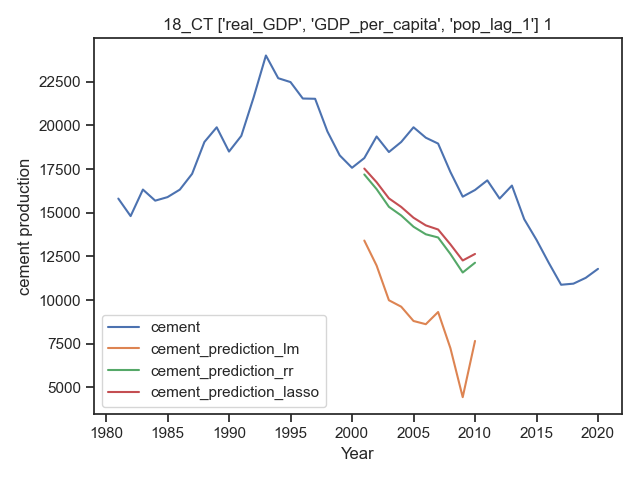 18_CT ['real_GDP', 'GDP_per_capita', 'pop_lag_1'] 1
cement production
22500
20000
17500
15000
12500
10000
7500
5000
cement
cement_prediction_lm
cement_prediction_rr
cement_prediction_lasso
1980 1985 1990 1995 2000 2005 2010 2015 2020
Year